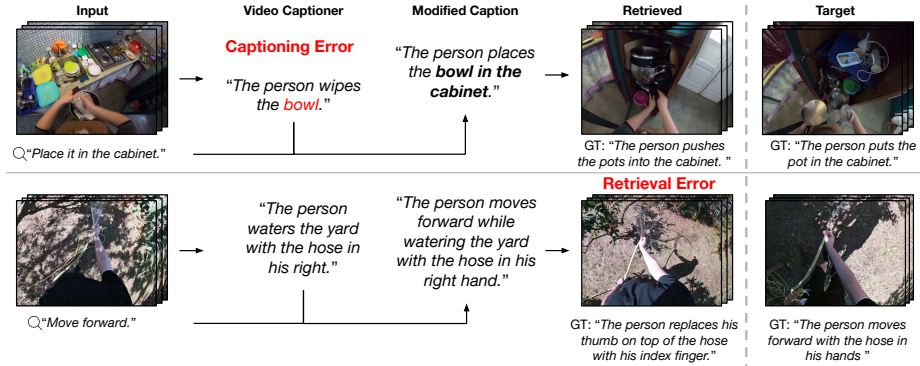 Input
Video Captioner
Modified Caption
Retrieved
Target
Captioning Error
“The person wipes
the bowl.”
“The person places
the bowl in the
cabinet.”
“Place it in the cabinet.”
GT: “The person pushes
the pots into the cabinet. ”
GT: “The person puts the
pot in the cabinet.”
Retrieval Error
“The person
waters the yard
with the hose in
his right.”
“The person moves
forward while
watering the yard
with the hose in his
right hand.”
“Move forward.”
GT: “The person replaces his
thumb on top of the hose
with his index finger.”
GT: “The person moves
forward with the hose in
his hands ”